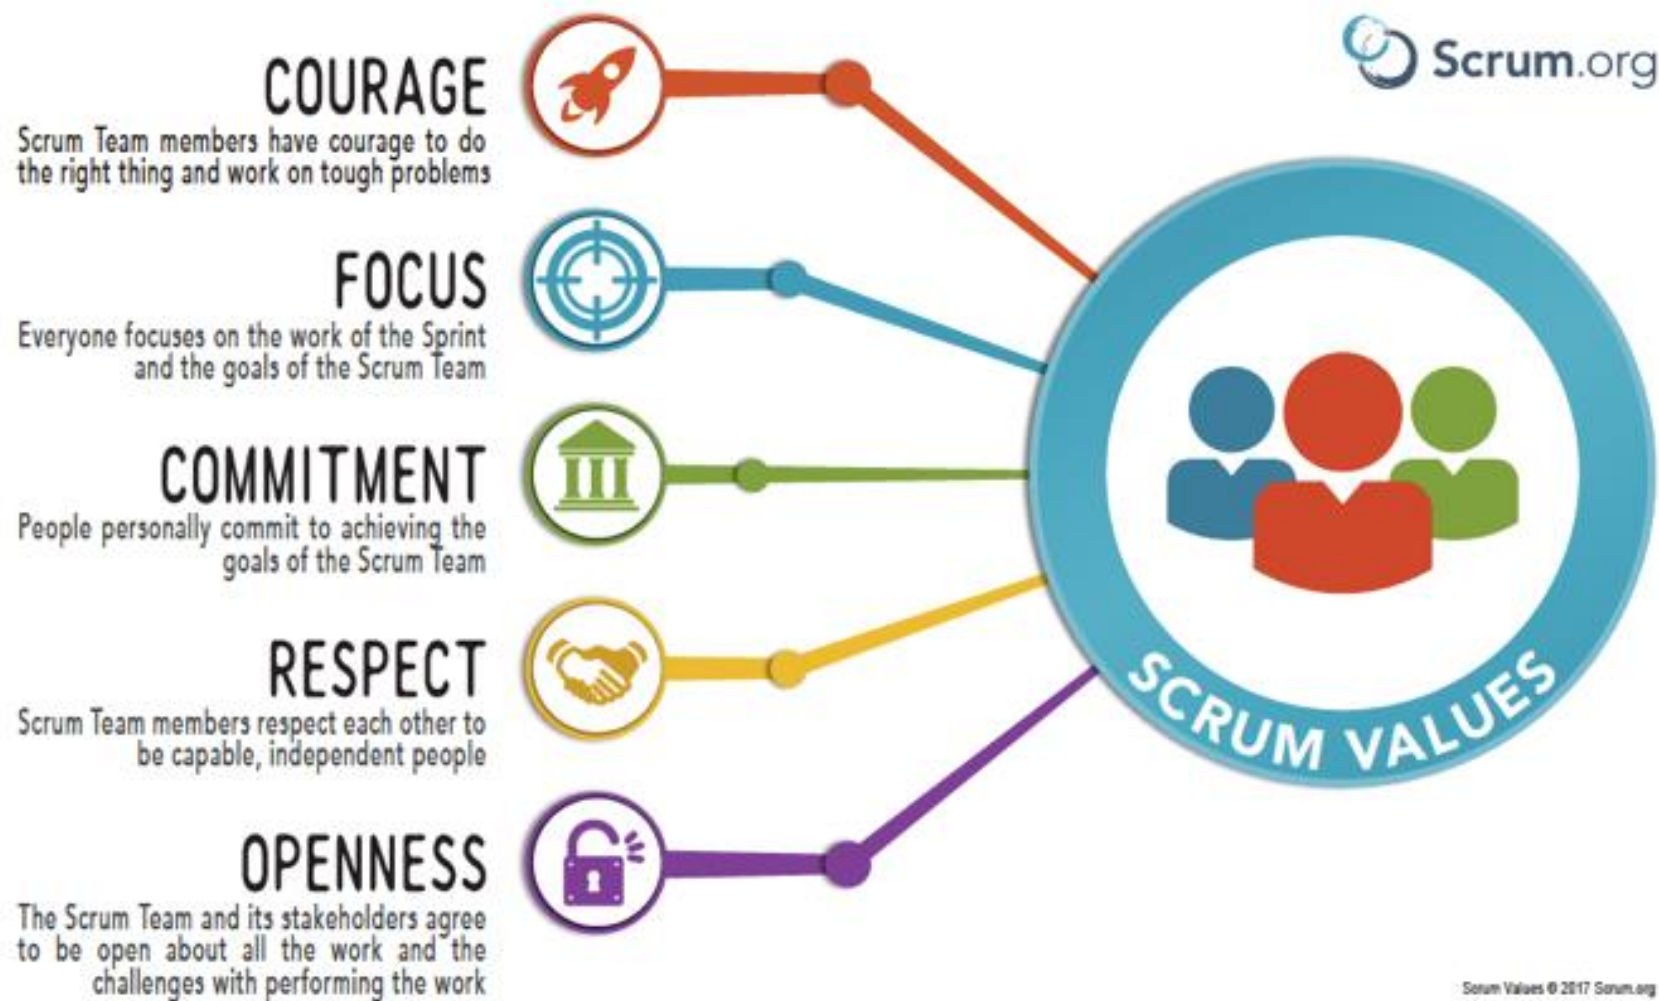 Scrum.org
COURAGE
Scrum Team members have courage to do
the right thing and work on tough problems
FOCUS
Everyone focuses on the work of the Sprint
and the goals of the Scrum Team
COMMITMENT
People personally commit to achieving the
goals of the Scrum Team
RESPECT
Scrum Team members respect each other to
be capable, independent people
OPENNESS
The Scrum Team and its stakeholders agree
to be open about all the work and the
challenges with performing the work
SCRUM VALUES
Scrum Values © 2017 Scrum.org